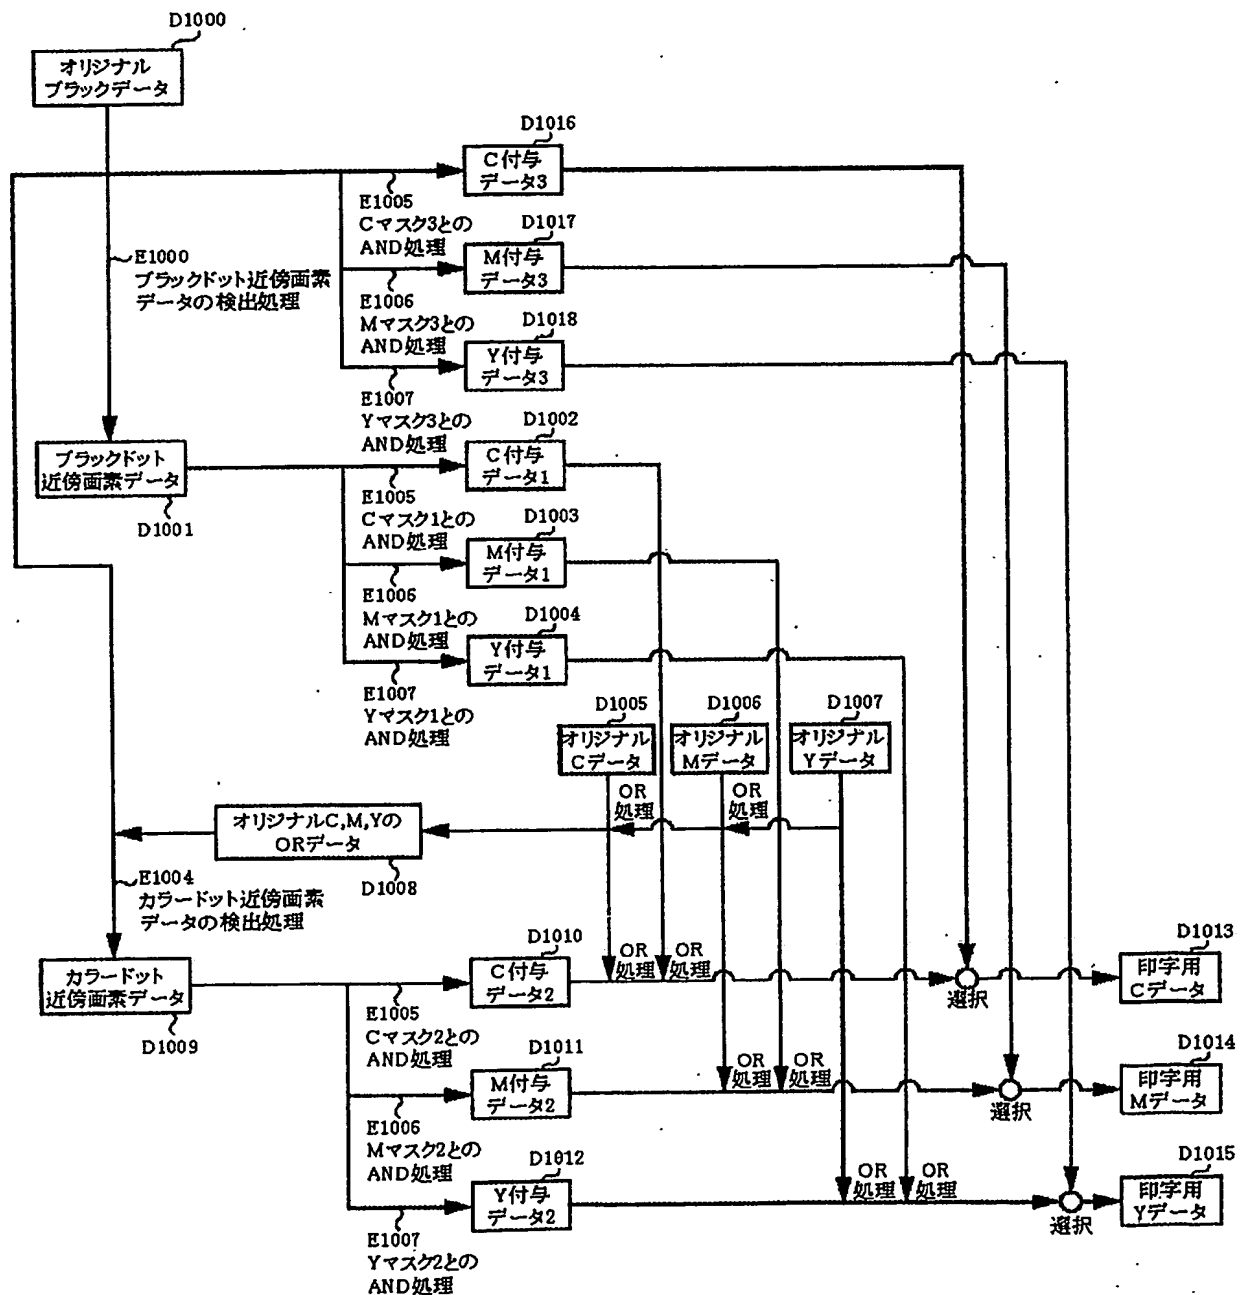 D1000
オリジナル
ブラックデータ
D1016
C付与
データ3
E1005
Cマスク3との
AND処理
D1017
M付与
データ3
E1000
ブラックドット近傍画素
データの検出処理
E1006
Mマスク3との
AND処理
D1018
Y付与
データ3
E1007
Yマスク3との
AND処理
D1002
C付与
データ1
ブラックドット
近傍画素データ
D1001
E1005
Cマスク1との
AND処理
D1003
M付与
データ1
E1006
Mマスク1との
AND処理
D1004
Y付与
データ1
E1007
Yマスク1との
AND処理
D1005
オリジナル
Cデータ
D1006
オリジナル
Mデータ
D1007
オリジナル
Yデータ
OR
処理
OR
処理
オリジナルC,M,Yの
ORデータ
D1008
E1004
カラードット近傍画素
データの検出処理
カラードット
近傍画素データ
D1009
D1010
C付与
データ2
OR
処理
OR
処理
選択
D1013
印字用
Cデータ
E1005
Cマスク2との
AND処理
D1011
M付与
データ2
OR
処理
OR
処理
選択
D1014
印字用
Mデータ
E1006
Mマスク2との
AND処理
D1012
Y付与
データ2
OR
処理
OR
処理
選択
D1015
印字用
Yデータ
E1007
Yマスク2との
AND処理